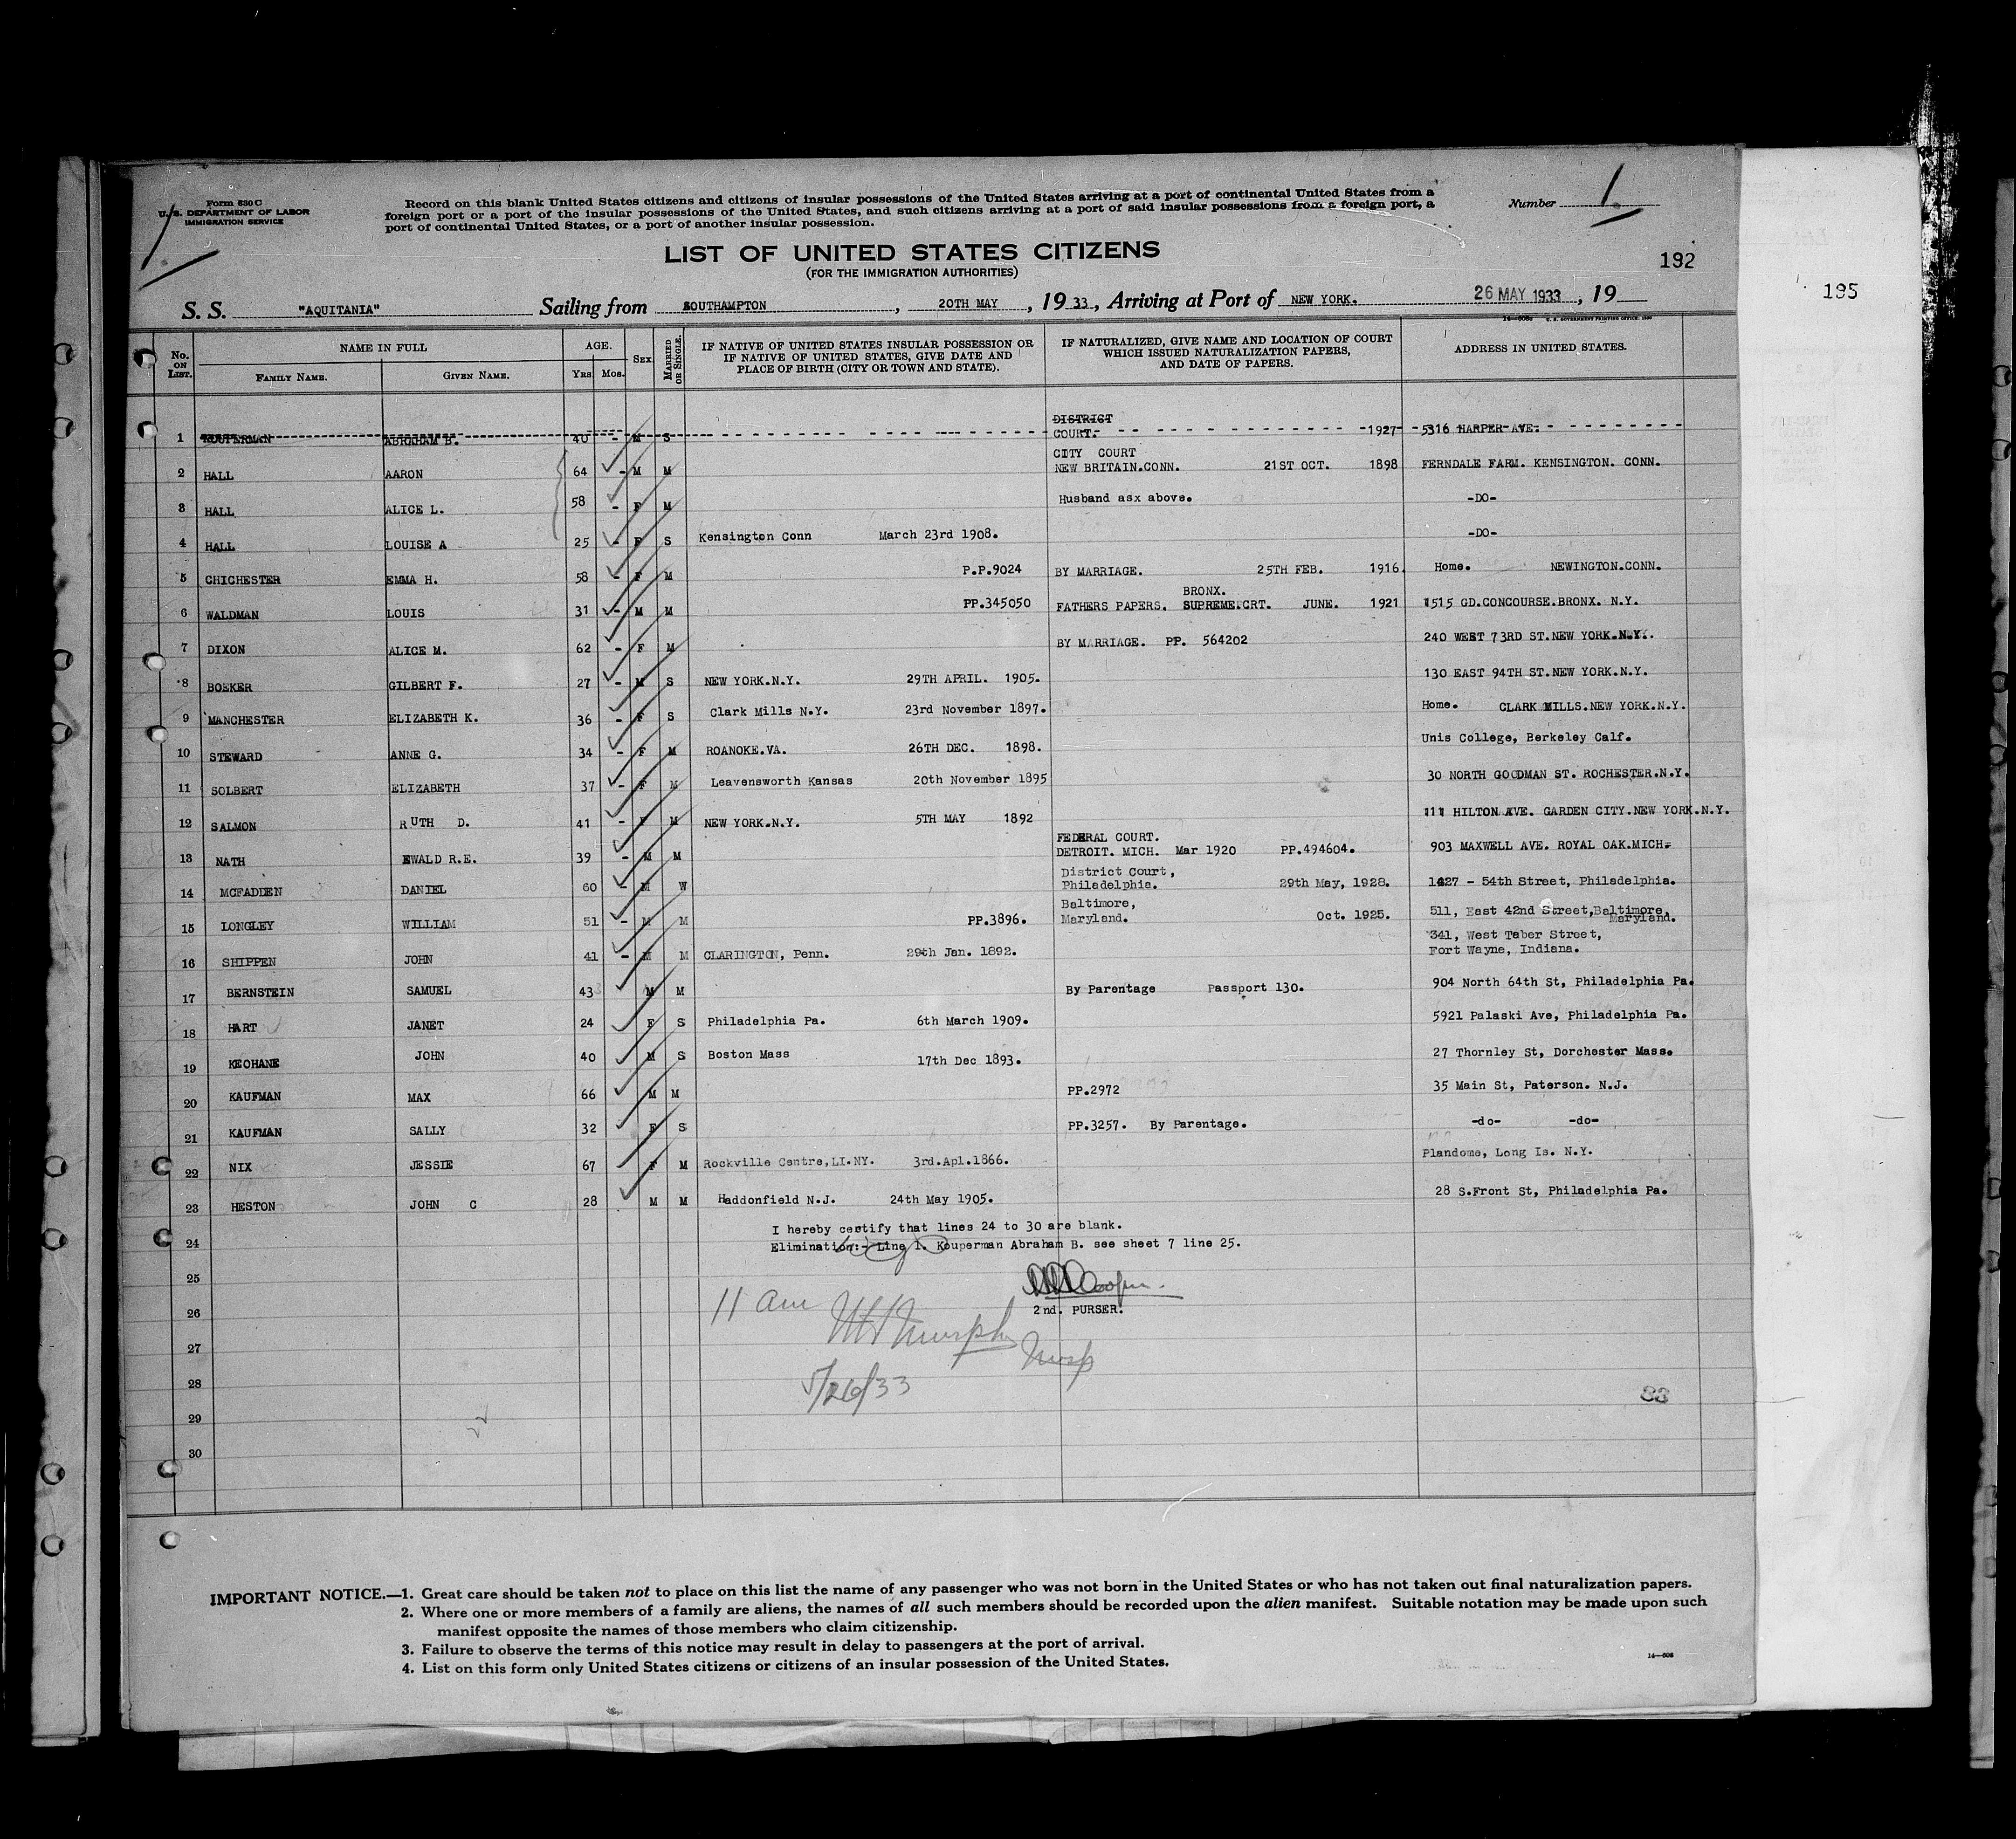 Form 630 C
U. S. DEPARTMENT OF LABOR
IMMIGRATION SERVICE
Record on this blank United States citizens and citizens of insular possessions of the United States arriving at a port of continental United States from a
foreign port or a port of the insular possessions of the United States, and such citizens arriving at a port of said insular possessions from a foreign port, a
port of continental United States, or a port of another insular possession.
Number 1.
LIST OF UNITED STATES CITIZENS
(FOR THE IMMIGRATION AUTHORITIES)
192
195
S. S. "AQUITANIA" Sailing from SOUTHAMPTON, 20TH MAY, 19 33, Arriving at Port of NEW YORK. 26 MAY 1933, 19
No. ON LIST. NAME IN FULL AGE. SEX MARRIED OR SINGLE. IF NATIVE OF UNITED STATES INSULAR POSSESSION OR IF NATIVE OF UNITED STATES, GIVE DATE AND PLACE OF BIRTH (CITY OR TOWN AND STATE). IF NATURALIZED, GIVE NAME AND LOCATION OF COURT WHICH ISSUED NATURALIZATION PAPERS, AND DATE OF PAPERS. ADDRESS IN UNITED STATES.
FAMILY NAME. GIVEN NAME. YRS MOS.
DISTRICT
1 KOUPERMAN ABRAHAM B. 40 - M S COURT. 1927 5316 HARPER AVE.
CITY COURT
2 HALL AARON 64 - M M NEW BRITAIN.CONN. 21ST OCT. 1898 FERNDALE FARM. KENSINGTON. CONN.
3 HALL ALICE L. 58 - F M Husband asx above. -DO-
4 HALL LOUISE A 25 - F S Kensington Conn March 23rd 1908. -DO-
5 CHICHESTER EMMA H. 58 - F M P.P.9024 BY MARRIAGE. 25TH FEB. 1916. Home. NEWINGTON.CONN.
BRONX.
6 WALDMAN LOUIS 31 - M M PP.345050 FATHERS PAPERS. SUPREME.CRT. JUNE. 1921 1515 GD.CONCOURSE.BRONX. N.Y.
7 DIXON ALICE M. 62 - F M BY MARRIAGE. PP. 564202 240 WEST 73RD ST.NEW YORK.N.Y.
8 BOEKER GILBERT F. 27 - M S NEW YORK.N.Y. 29TH APRIL. 1905. 130 EAST 94TH ST.NEW YORK.N.Y.
9 MANCHESTER ELIZABETH K. 36 - F S Clark Mills N.Y. 23rd November 1897. Home. CLARK MILLS.NEW YORK.N.Y.
10 STEWARD ANNE G. 34 - F M ROANOKE.VA. 26TH DEC. 1898. Unis College, Berkeley Calf.
11 SOLBERT ELIZABETH 37 - F M Leavensworth Kansas 20th November 1895 30 NORTH GOODMAN ST. ROCHESTER.N.Y.
12 SALMON RUTH D. 41 - F M NEW YORK.N.Y. 5TH MAY 1892 111 HILTON AVE. GARDEN CITY.NEW YORK.N.Y.
FEDERAL COURT.
13 NATH EWALD R.E. 39 - M M DETROIT. MICH. Mar 1920 PP.494604. 903 MAXWELL AVE. ROYAL OAK.MICH.
District Court,
14 MCFADDEN DANIEL 60 - M W Philadelphia. 29th May, 1928. 1427 - 54th Street, Philadelphia.
Baltimore, 511, East 42nd Street,Baltimore,
15 LONGLEY WILLIAM 51 - M M PP.3896. Maryland. Oct. 1925. Maryland.
341, West Taber Street,
16 SHIPPEN JOHN 41 - M M CLARINGTON, Penn. 29th Jan. 1892. Fort Wayne, Indiana.
17 BERNSTEIN SAMUEL 43 M M By Parentage Passport 130. 904 North 64th St, Philadelphia Pa.
18 HART JANET 24 F S Philadelphia Pa. 6th March 1909. 5921 Palaski Ave, Philadelphia Pa.
19 KEOHANE JOHN 40 M S Boston Mass 17th Dec 1893. 27 Thornley St, Dorchester Mass.
20 KAUFMAN MAX 66 M M PP.2972 35 Main St, Paterson. N.J.
21 KAUFMAN SALLY 32 F S PP.3257. By Parentage. -do- -do-
22 NIX JESSIE 67 F M Rockville Centre,LI.NY. 3rd.Apl.1866. Plandome, Long Is. N.Y.
23 HESTON JOHN C 28 M M Haddonfield N.J. 24th May 1905. 28 S.Front St, Philadelphia Pa.
I hereby certify that lines 24 to 30 are blank.
24 Elimination:- Line 1. Kouperman Abraham B. see sheet 7 line 25.
25
26 2nd. PURSER.
11 am
27
28 5/26/33
29
30
IMPORTANT NOTICE.—1. Great care should be taken not to place on this list the name of any passenger who was not born in the United States or who has not taken out final naturalization papers.
2. Where one or more members of a family are aliens, the names of all such members should be recorded upon the alien manifest. Suitable notation may be made upon such
manifest opposite the names of those members who claim citizenship.
3. Failure to observe the terms of this notice may result in delay to passengers at the port of arrival.
4. List on this form only United States citizens or citizens of an insular possession of the United States.